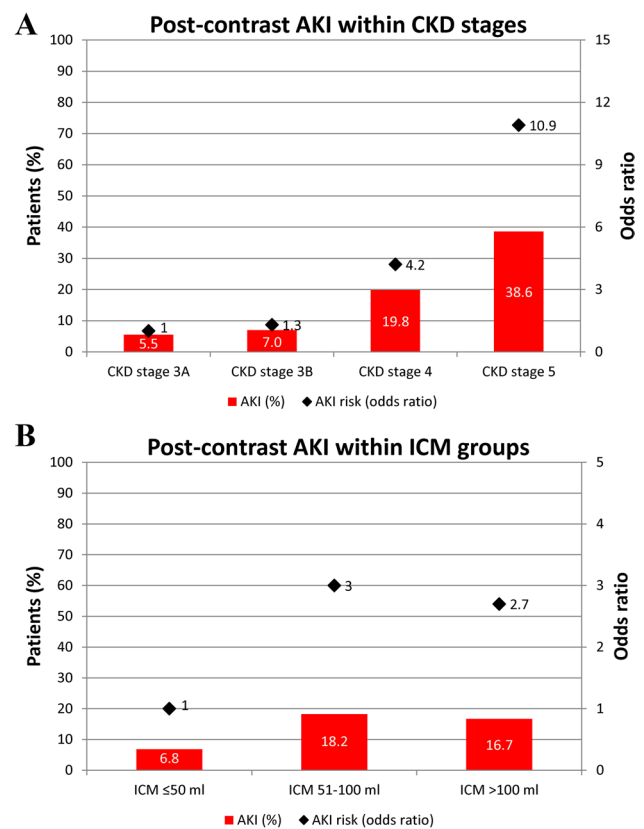 A
Post-contrast AKI within CKD stages
100
90
80
70
60
50
40
30
20
10
0
Patients (%)
15
12
9
6
3
0
Odds ratio
1
1.3
4.2
10.9
5.5
7.0
19.8
38.6
CKD stage 3A
CKD stage 3B
CKD stage 4
CKD stage 5
AKI (%)
AKI risk (odds ratio)
B
Post-contrast AKI within ICM groups
100
90
80
70
60
50
40
30
20
10
0
Patients (%)
5
4
3
2
1
0
Odds ratio
1
3
2.7
6.8
18.2
16.7
ICM ≤50 ml
ICM 51-100 ml
ICM >100 ml
AKI (%)
AKI risk (odds ratio)